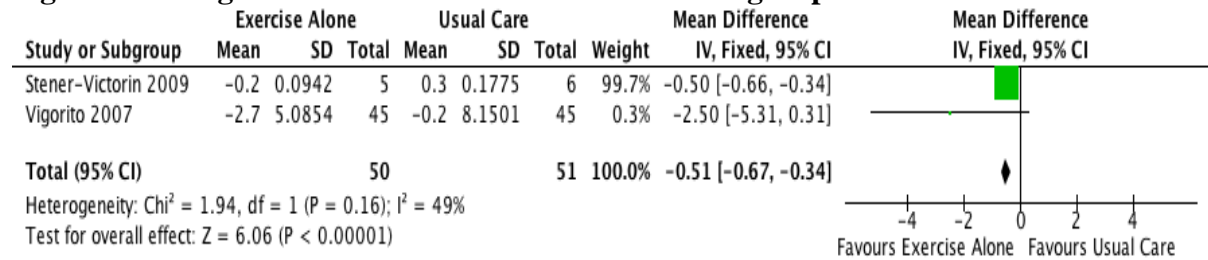 Exercise Alone Usual Care Mean Difference Mean Difference
Study or Subgroup Mean SD Total Mean SD Total Weight IV, Fixed, 95% CI IV, Fixed, 95% CI
Stener-Victorin 2009 -0.2 0.0942 5 0.3 0.1775 6 99.7% -0.50 [-0.66, -0.34]
Vigorito 2007 -2.7 5.0854 45 -0.2 8.1501 45 0.3% -2.50 [-5.31, 0.31]
Total (95% CI) 50 51 100.0% -0.51 [-0.67, -0.34]
Heterogeneity: Chi² = 1.94, df = 1 (P = 0.16); I² = 49%
Test for overall effect: Z = 6.06 (P < 0.00001)
-4 -2 0 2 4
Favours Exercise Alone Favours Usual Care